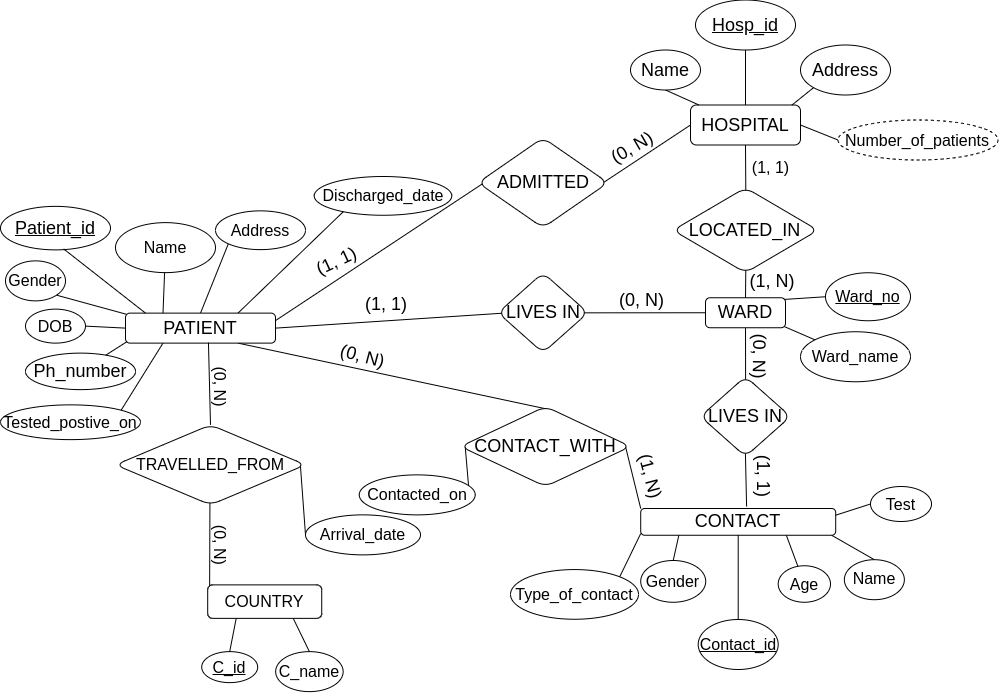 Hosp_id
Name
Address
HOSPITAL
Number_of_patients
(0, N)
(1, 1)
ADMITTED
Discharged_date
Patient_id
Name
Address
LOCATED_IN
(1, 1)
Gender
(1, N)
DOB
PATIENT
(1, 1)
LIVES IN
(0, N)
WARD
Ward_no
Ph_number
(0, N)
(0, N)
Ward_name
(0, N)
Tested_postive_on
LIVES IN
TRAVELLED_FROM
CONTACT_WITH
(1, N)
(1, 1)
Contacted_on
Test
CONTACT
Arrival_date
(0, N)
Type_of_contact
Gender
Age
Name
COUNTRY
Contact_id
C_id
C_name